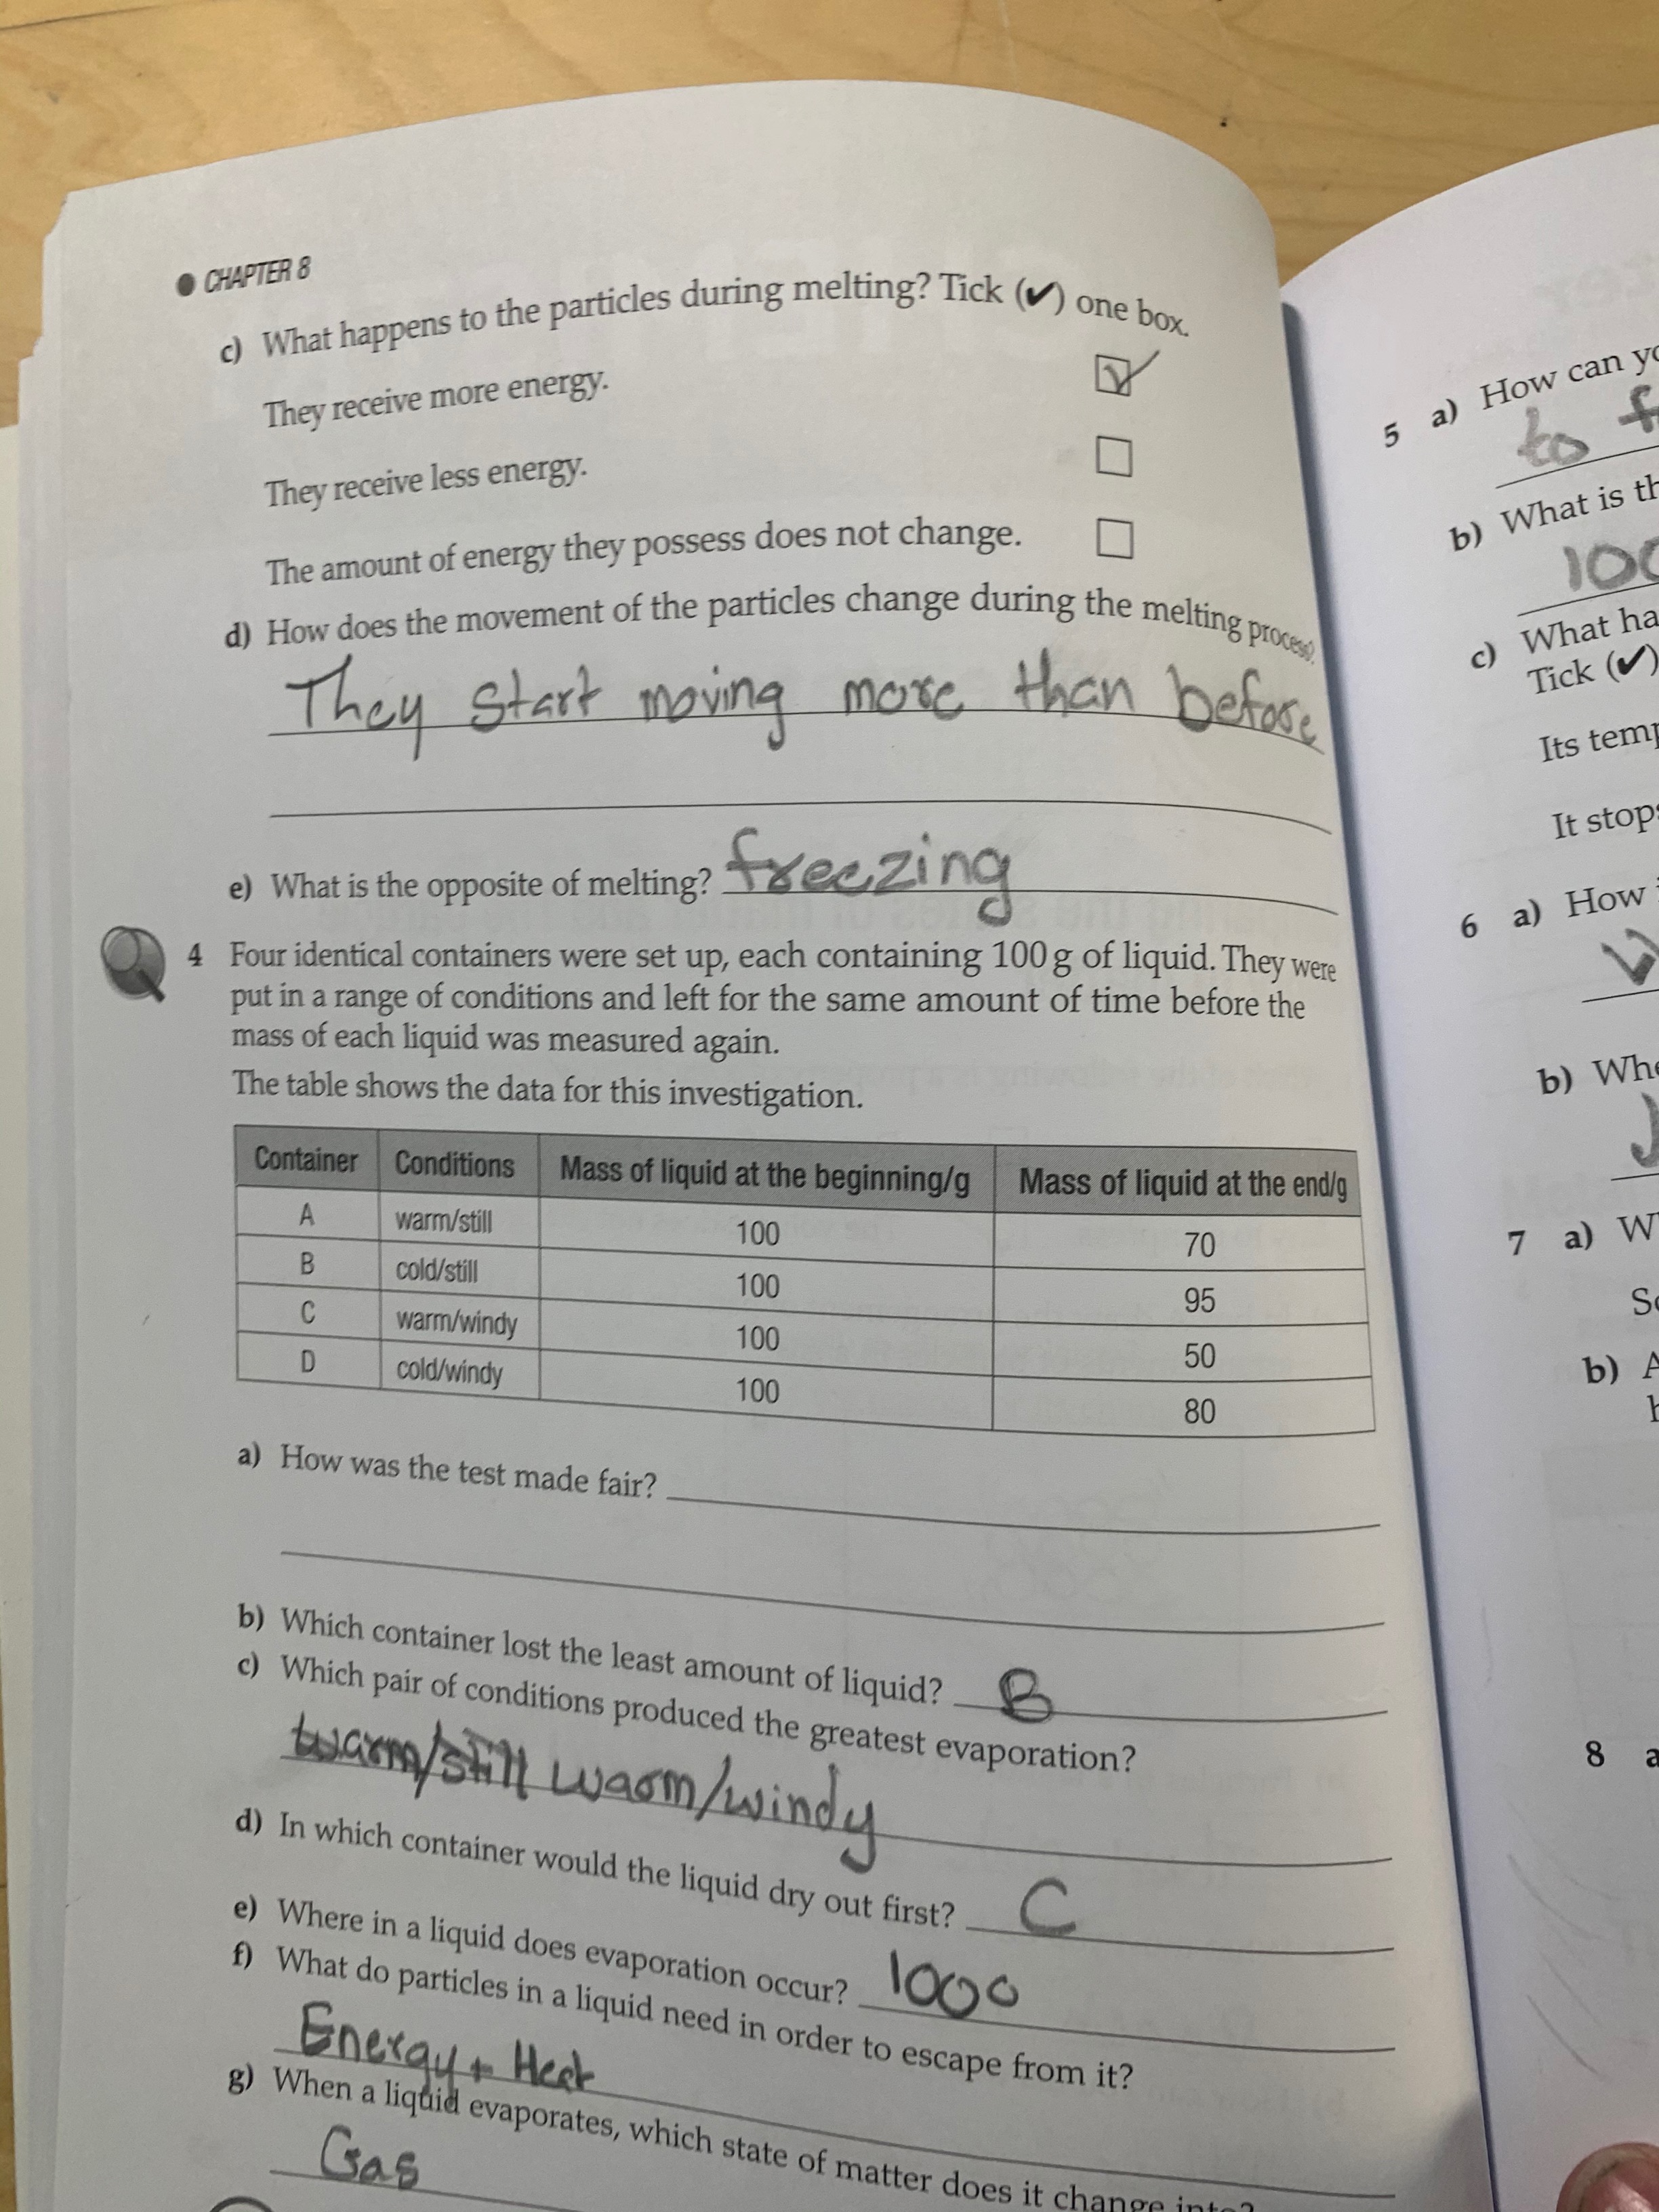 CHAPTER 8
c) What happens to the particles during melting? Tick (✔) one box.
They receive more energy.
They receive less energy.
The amount of energy they possess does not change.
d) How does the movement of the particles change during the melting process?
They start moving more than before
e) What is the opposite of melting? freezing
4 Four identical containers were set up, each containing 100 g of liquid. They were
put in a range of conditions and left for the same amount of time before the
mass of each liquid was measured again.
The table shows the data for this investigation.
Container Conditions Mass of liquid at the beginning/g Mass of liquid at the end/g
A warm/still 100 70
B cold/still 100 95
C warm/windy 100 50
D cold/windy 100 80
a) How was the test made fair?
b) Which container lost the least amount of liquid? B
c) Which pair of conditions produced the greatest evaporation?
warm/still warm/windy
d) In which container would the liquid dry out first? C
e) Where in a liquid does evaporation occur? 1000
f) What do particles in a liquid need in order to escape from it?
Energy + Heat
g) When a liquid evaporates, which state of matter does it change into?
Gas
5 a) How can
to
b) What is
100
c) What
Tick (✔)
Its
It
6 a) How
b)
7 a)
b)
8